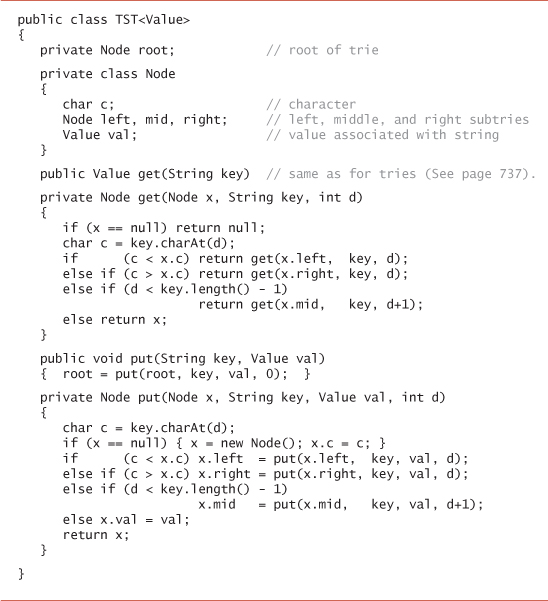 public class TST<Value>
{
   private Node root;            // root of trie
   private class Node
   {
      char c;                    // character
      Node left, mid, right;     // left, middle, and right subtries
      Value val;                 // value associated with string
   }
   public Value get(String key)  // same as for tries (See page 737).
   private Node get(Node x, String key, int d)
   {
      if (x == null) return null;
      char c = key.charAt(d);
      if      (c < x.c) return get(x.left,  key, d);
      else if (c > x.c) return get(x.right, key, d);
      else if (d < key.length() - 1)
                        return get(x.mid,   key, d+1);
      else return x;
   }
   public void put(String key, Value val)
   {  root = put(root, key, val, 0);  }
   private Node put(Node x, String key, Value val, int d)
   {
      char c = key.charAt(d);
      if (x == null) { x = new Node(); x.c = c; }
      if      (c < x.c) x.left  = put(x.left,  key, val, d);
      else if (c > x.c) x.right = put(x.right, key, val, d);
      else if (d < key.length() - 1)
                        x.mid   = put(x.mid,   key, val, d+1);
      else x.val = val;
      return x;
   }
}